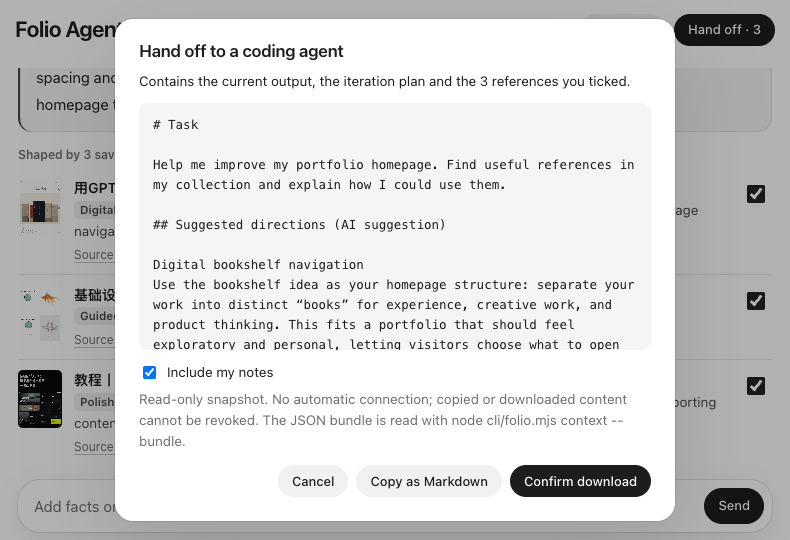 Folio Agent
Hand off · 3
Hand off to a coding agent
Contains the current output, the iteration plan and the 3 references you ticked.
# Task
Help me improve my portfolio homepage. Find useful references in
my collection and explain how I could use them.
## Suggested directions (AI suggestion)
Digital bookshelf navigation
Use the bookshelf idea as your homepage structure: separate your
work into distinct “books” for experience, creative work, and
product thinking. This fits a portfolio that should feel
exploratory and personal, letting visitors choose what to open
Include my notes
Read-only snapshot. No automatic connection; copied or downloaded content
cannot be revoked. The JSON bundle is read with node cli/folio.mjs context --
bundle.
Cancel
Copy as Markdown
Confirm download
spacing and
homepage
Shaped by 3 sav
用GPT
Digital
naviga
age
Source
基础设
Guided
Source
教程
Polish
porting
conten
Source
Add facts or
Send